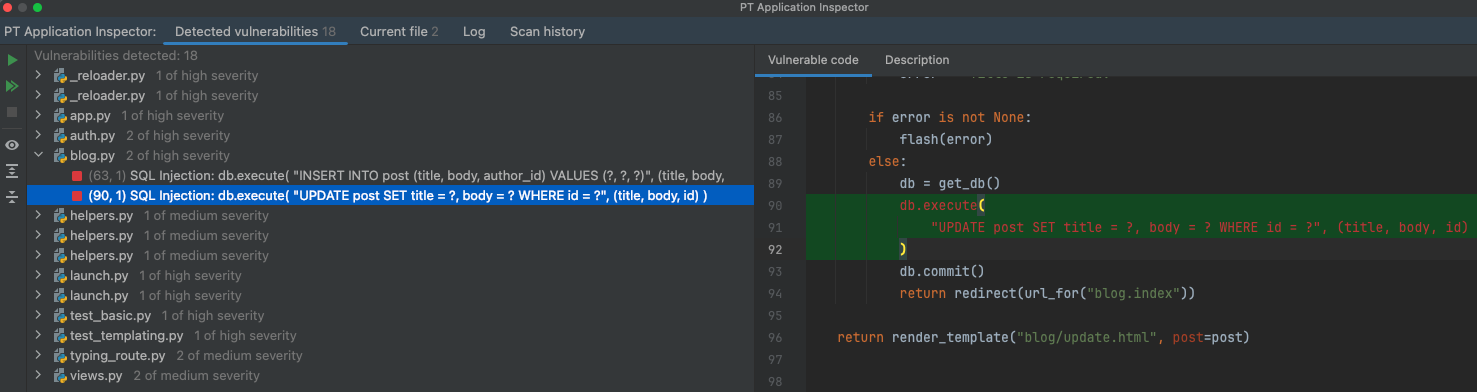 PT Application Inspector
PT Application Inspector: Detected vulnerabilities 18 Current file 2 Log Scan history
Vulnerabilities detected: 18
_reloader.py 1 of high severity
_reloader.py 1 of high severity
app.py 1 of high severity
auth.py 2 of high severity
blog.py 2 of high severity
(63, 1) SQL Injection: db.execute( "INSERT INTO post (title, body, author_id) VALUES (?, ?, ?)", (title, body,
(90, 1) SQL Injection: db.execute( "UPDATE post SET title = ?, body = ? WHERE id = ?", (title, body, id) )
helpers.py 1 of medium severity
helpers.py 1 of medium severity
helpers.py 1 of medium severity
launch.py 1 of high severity
launch.py 1 of high severity
test_basic.py 1 of high severity
test_templating.py 1 of high severity
typing_route.py 2 of medium severity
views.py 2 of medium severity
Vulnerable code Description
85
86 if error is not None:
87 flash(error)
88 else:
89 db = get_db()
90 db.execute(
91 "UPDATE post SET title = ?, body = ? WHERE id = ?", (title, body, id)
92 )
93 db.commit()
94 return redirect(url_for("blog.index"))
95
96 return render_template("blog/update.html", post=post)
97
98